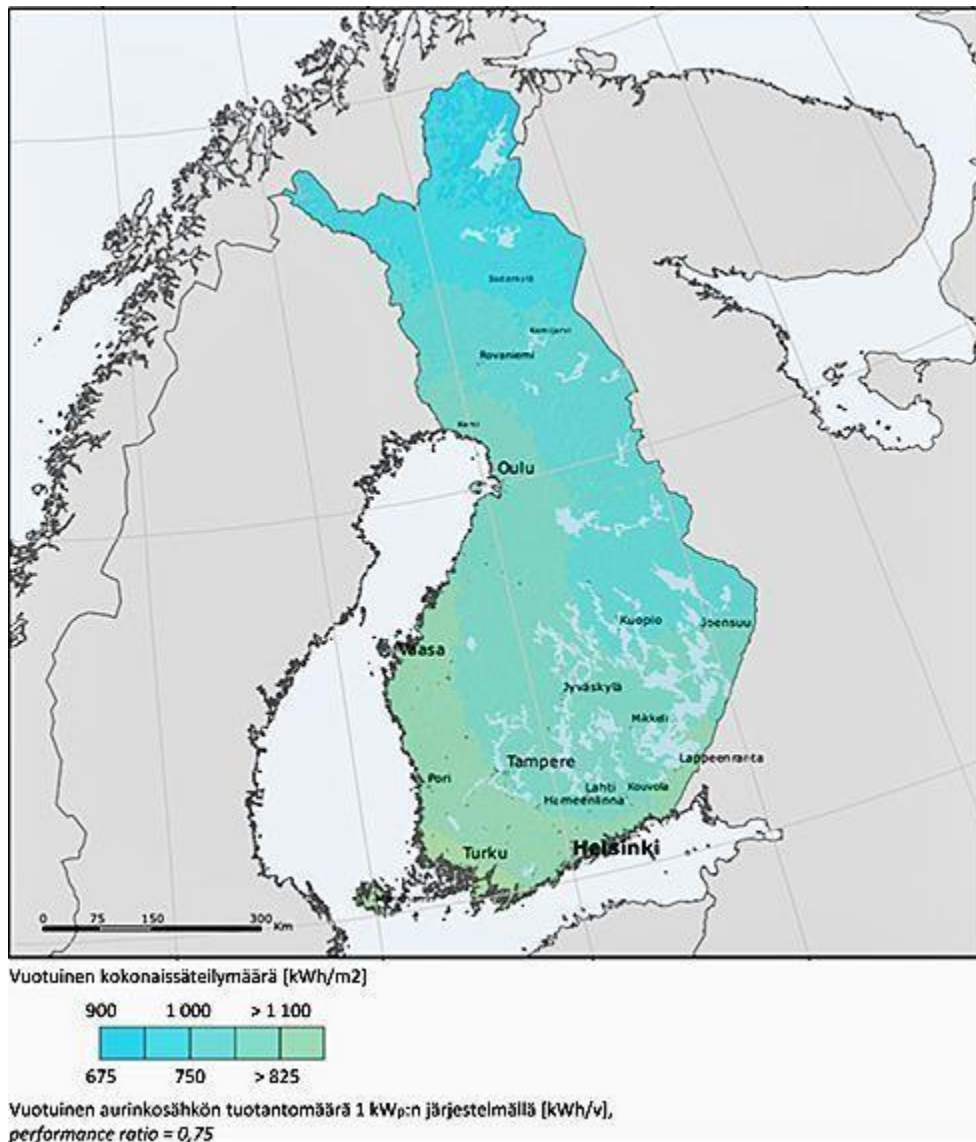 Sodankylä
Kemijärvi
Rovaniemi
Kemi
Oulu
Kuopio
Joensuu
Vaasa
Jyväskylä
Mikkeli
Lappeenranta
Tampere
Pori
Lahti
Kouvola
Hämeenlinna
Helsinki
Turku
0 75 150 300 Km
Vuotuinen kokonaissäteilymäärä [kWh/m2]
900 1 000 > 1 100
675 750 > 825
Vuotuinen aurinkosähkön tuotantomäärä 1 kWp:n järjestelmällä [kWh/v],
performance ratio = 0,75